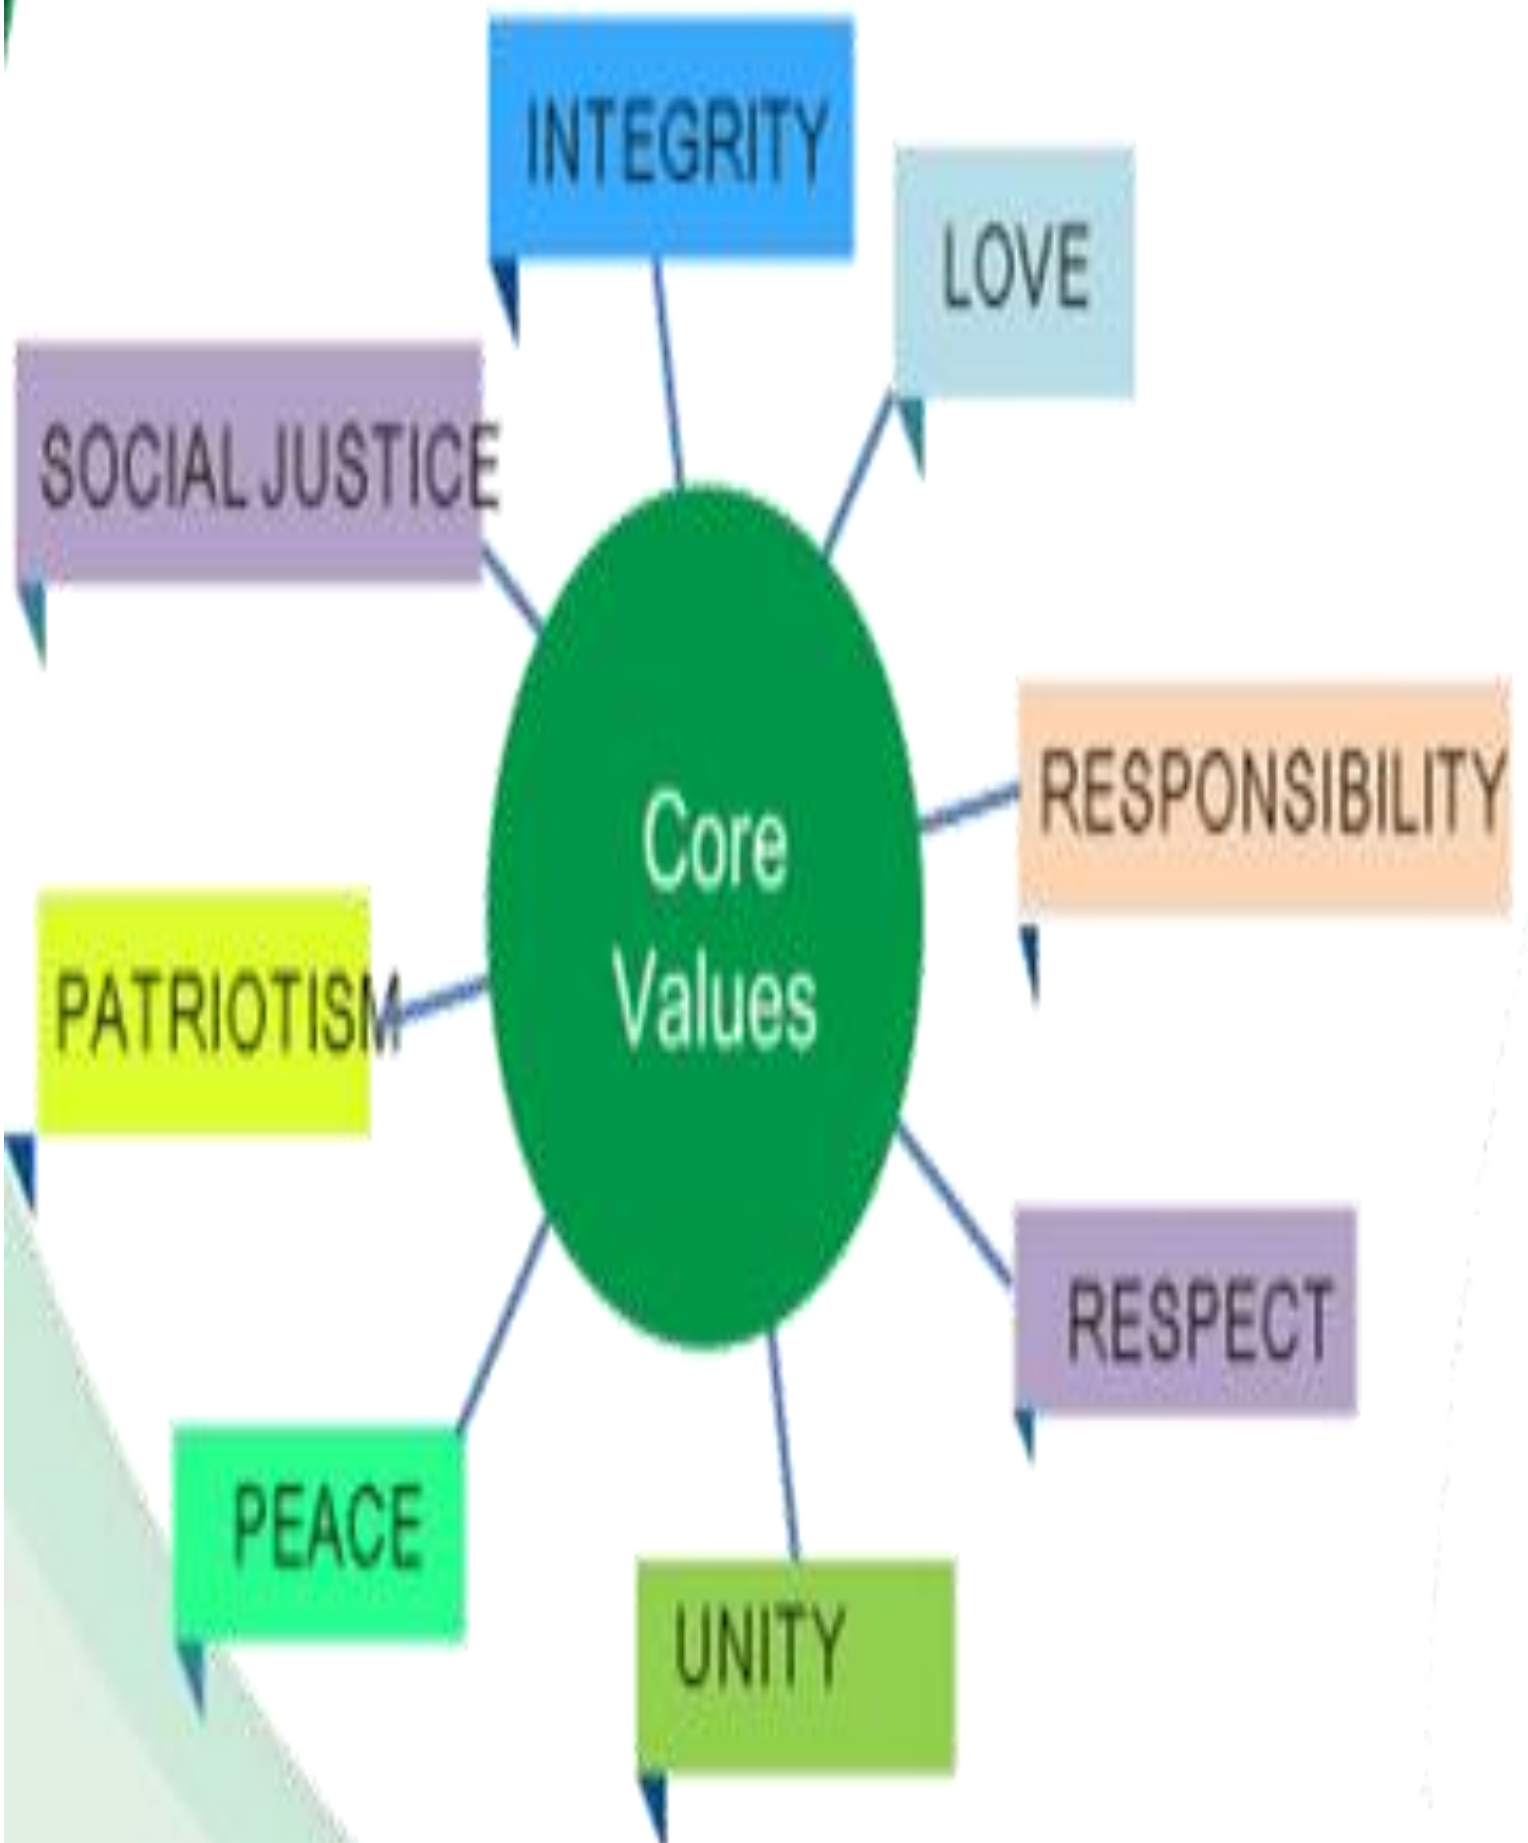 INTEGRITY
LOVE
SOCIAL JUSTICE
RESPONSIBILITY
Core
Values
PATRIOTISM
RESPECT
PEACE
UNITY